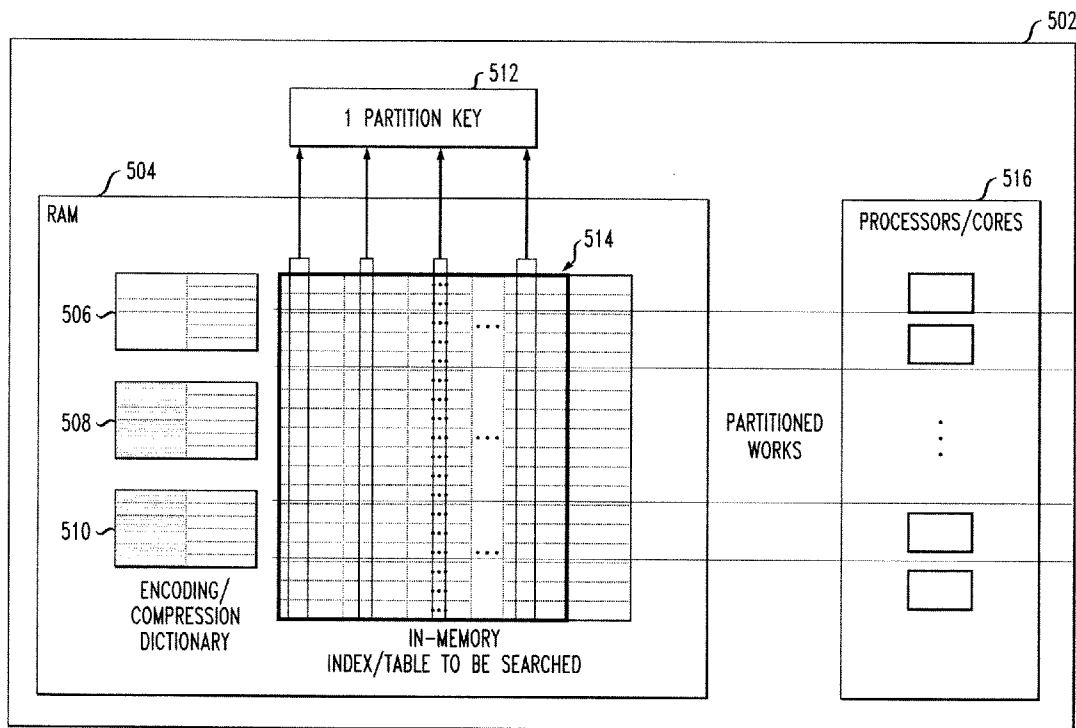 502
512
1 PARTITION KEY
504
516
RAM
PROCESSORS/CORES
514
506
508
PARTITIONED
WORKS
510
ENCODING/
COMPRESSION
DICTIONARY
IN-MEMORY
INDEX/TABLE TO BE SEARCHED